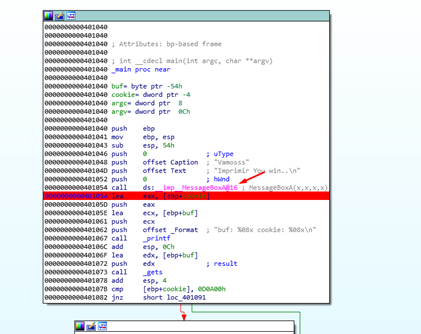 0000000000401040
0000000000401040
0000000000401040 ; Attributes: bp-based frame
0000000000401040
0000000000401040 ; int __cdecl main(int argc, char **argv)
0000000000401040 _main proc near
0000000000401040
0000000000401040 buf= byte ptr -54h
0000000000401040 cookie= dword ptr -4
0000000000401040 argc= dword ptr 8
0000000000401040 argv= dword ptr 0Ch
0000000000401040
0000000000401040 push ebp
0000000000401041 mov ebp, esp
0000000000401043 sub esp, 54h
0000000000401046 push 0 ; uType
0000000000401048 push offset Caption ; "Vamosss"
000000000040104D push offset Text ; "Imprimir You win..\n"
0000000000401052 push 0 ; hWnd
0000000000401054 call ds:__imp__MessageBoxA@16 ; MessageBoxA(x,x,x,x)
000000000040105A lea eax, [ebp+cookie]
000000000040105D push eax
000000000040105E lea ecx, [ebp+buf]
0000000000401061 push ecx
0000000000401062 push offset _Format ; "buf: %08x cookie: %08x\n"
0000000000401067 call _printf
000000000040106C add esp, 0Ch
000000000040106F lea edx, [ebp+buf]
0000000000401072 push edx ; result
0000000000401073 call _gets
0000000000401078 add esp, 4
000000000040107B cmp [ebp+cookie], 0D0A00h
0000000000401082 jnz short loc_401091